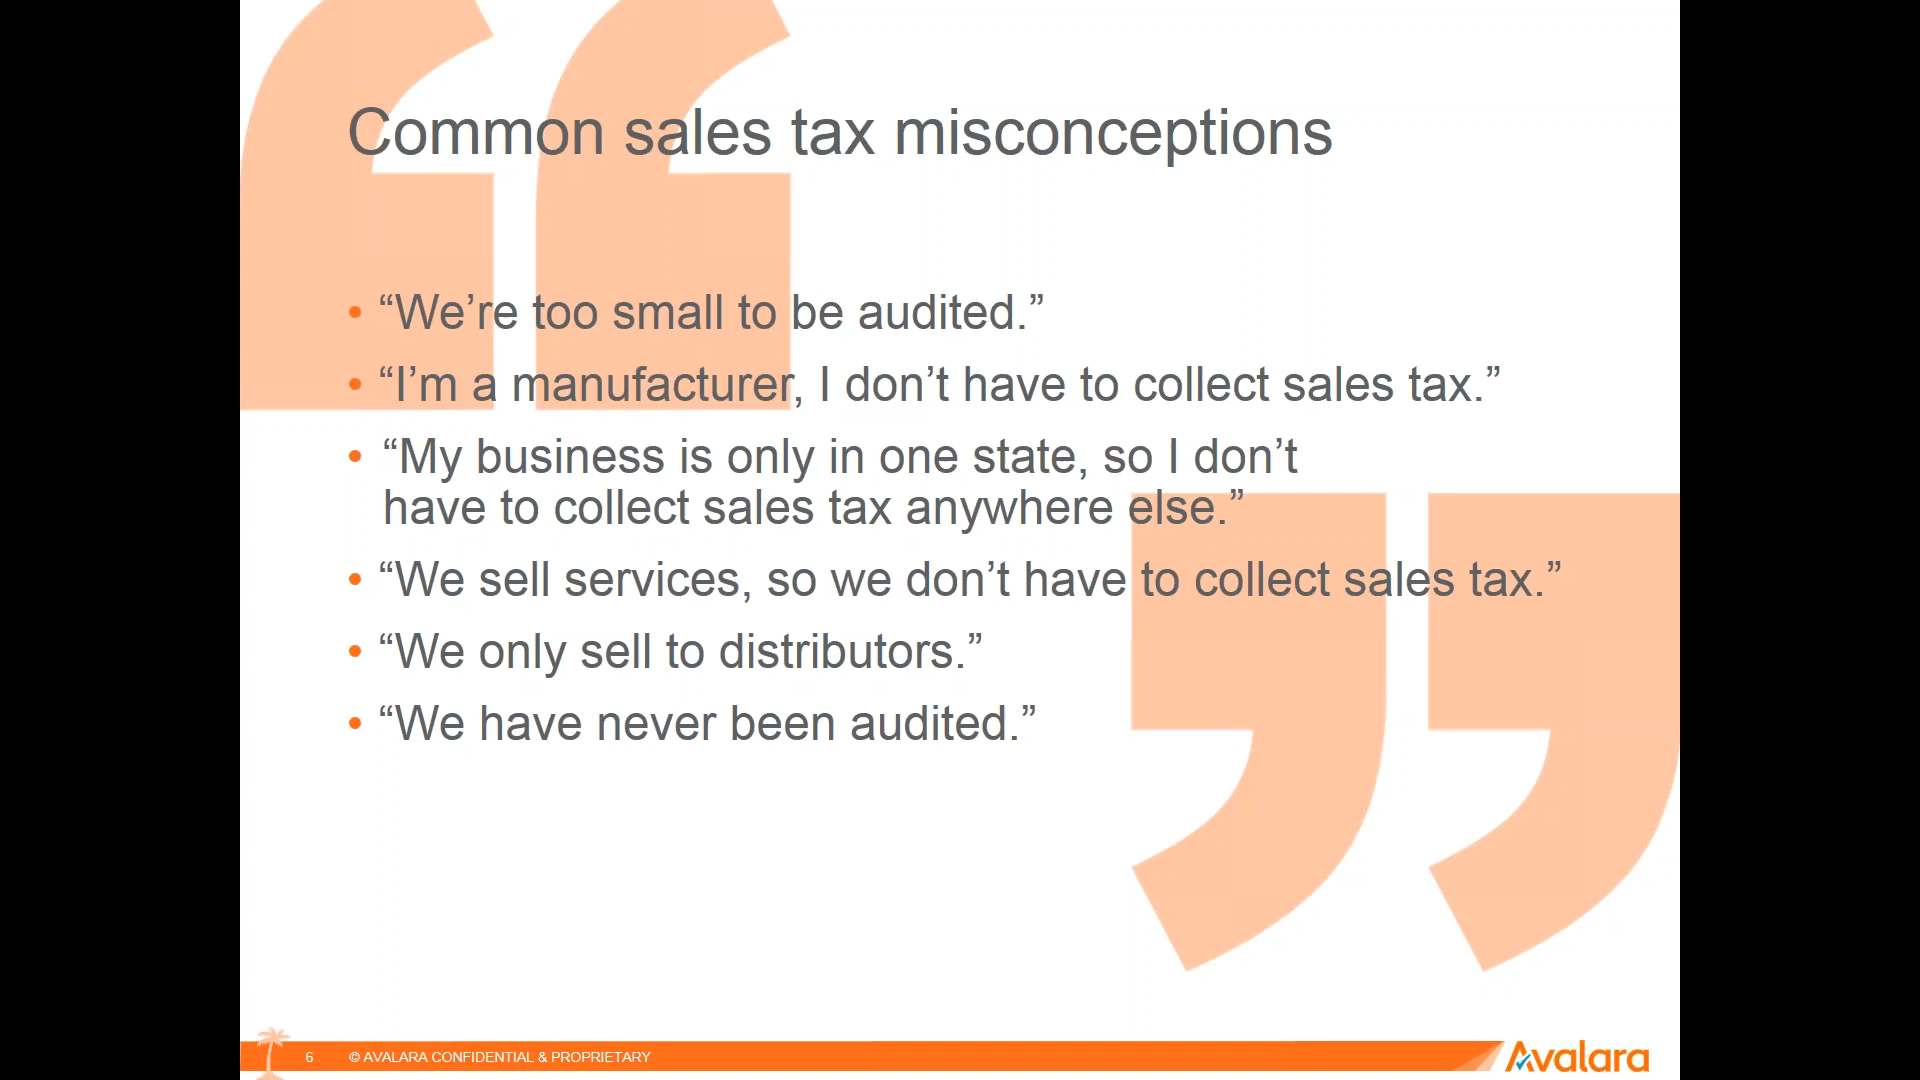 Common sales tax misconceptions
• “We’re too small to be audited.”
• “I’m a manufacturer, I don’t have to collect sales tax.”
• “My business is only in one state, so I don’t
have to collect sales tax anywhere else.”
• “We sell services, so we don’t have to collect sales tax.”
• “We only sell to distributors.”
• “We have never been audited.”
6 © AVALARA CONFIDENTIAL & PROPRIETARY
Avalara